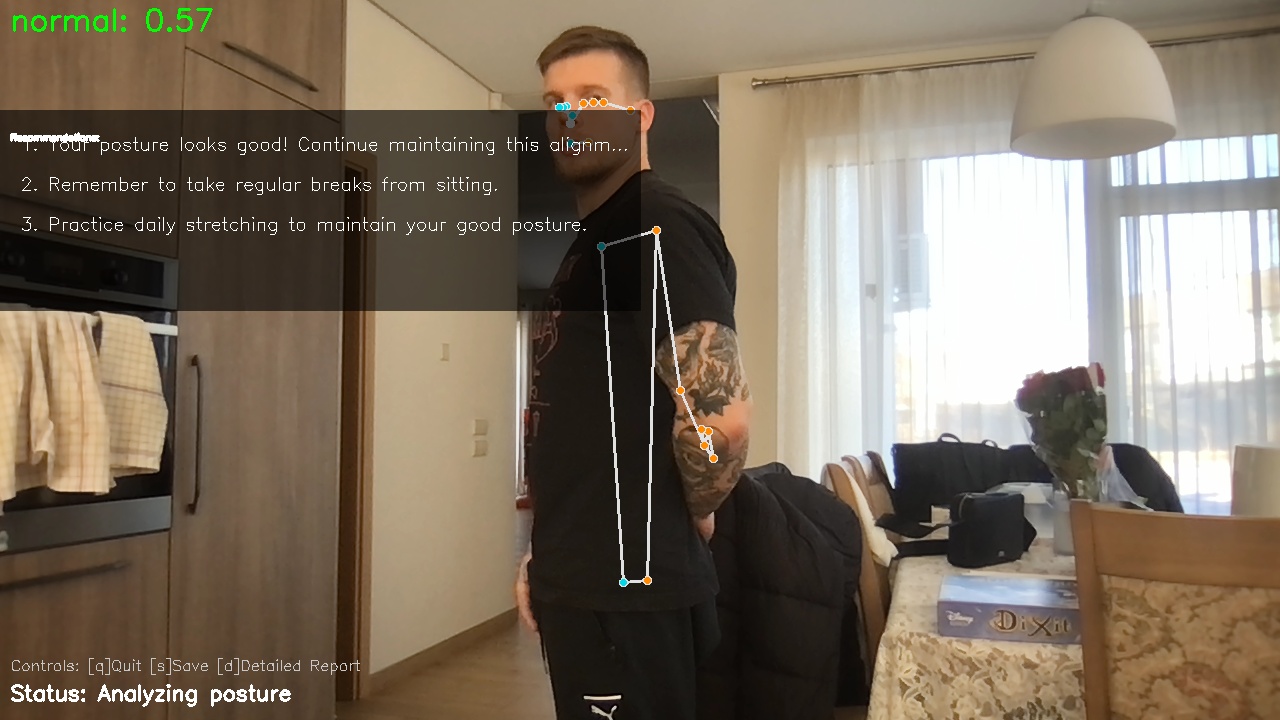 normal: 0.57
Recommendations:
1. Your posture looks good! Continue maintaining this alignm...
2. Remember to take regular breaks from sitting.
3. Practice daily stretching to maintain your good posture.
Disney
DiXit
Controls: [q]Quit [s]Save [d]Detailed Report
Status: Analyzing posture